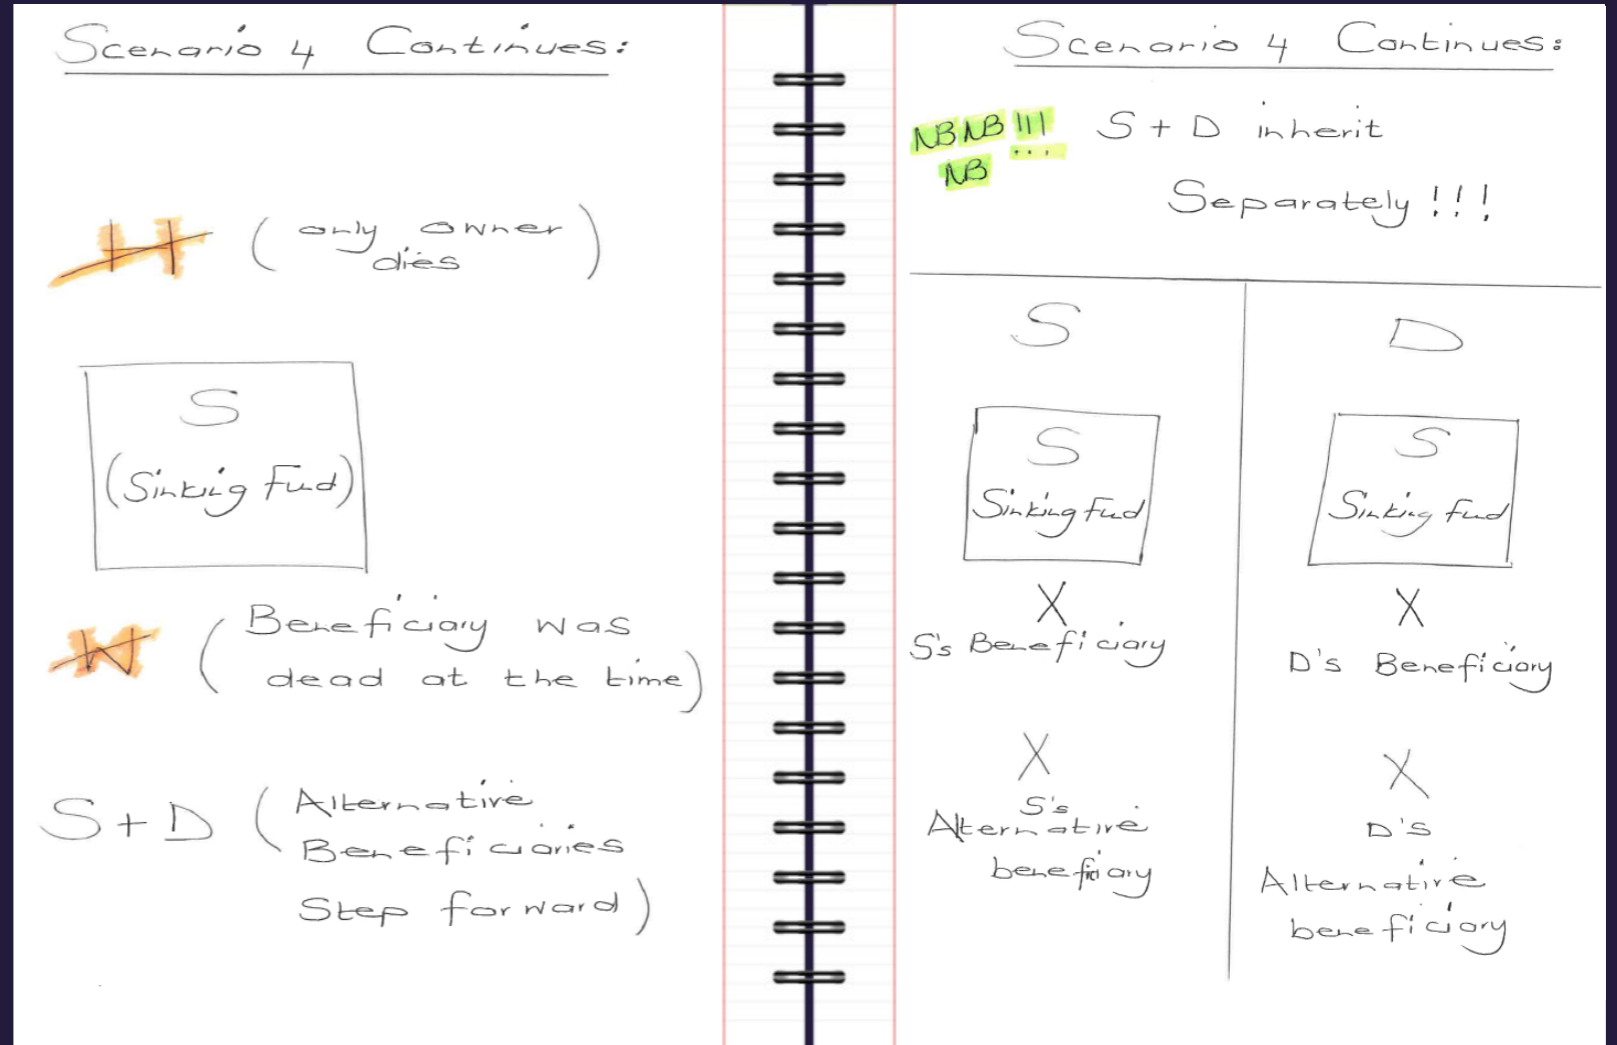 Scenario 4 Continues:
H (only owner
dies)
S
(Sinking Fund)
W (Beneficiary was
dead at the time)
S+D (Alternative
Beneficiaries
Step forward)
Scenario 4 Continues:
NB NB !!! S + D inherit
NB
Separately !!!
S
S
Sinking Fund
X
S's Beneficiary
X
S's
Alternative
beneficiary
D
S
Sinking Fund
X
D's Beneficiary
X
D's
Alternative
beneficiary